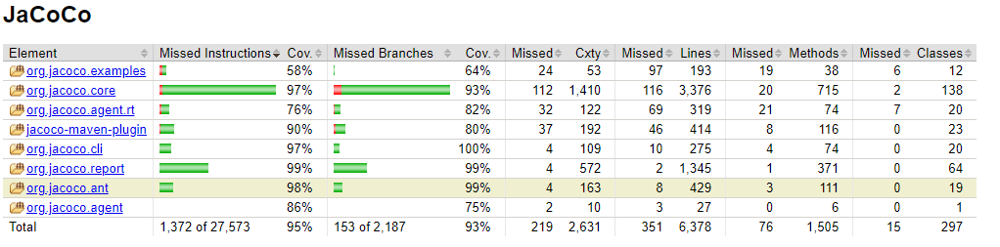 JaCoCo
Element Missed Instructions Cov. Missed Branches Cov. Missed Cxty Missed Lines Missed Methods Missed Classes
org.jacoco.examples 58% 64% 24 53 97 193 19 38 6 12
org.jacoco.core 97% 93% 112 1,410 116 3,376 20 715 2 138
org.jacoco.agent.rt 76% 82% 32 122 69 319 21 74 7 20
jacoco-maven-plugin 90% 80% 37 192 46 414 8 116 0 23
org.jacoco.cli 97% 100% 4 109 10 275 4 74 0 20
org.jacoco.report 99% 99% 4 572 2 1,345 1 371 0 64
org.jacoco.ant 98% 99% 4 163 8 429 3 111 0 19
org.jacoco.agent 86% 75% 2 10 3 27 0 6 0 1
Total 1,372 of 27,573 95% 153 of 2,187 93% 219 2,631 351 6,378 76 1,505 15 297